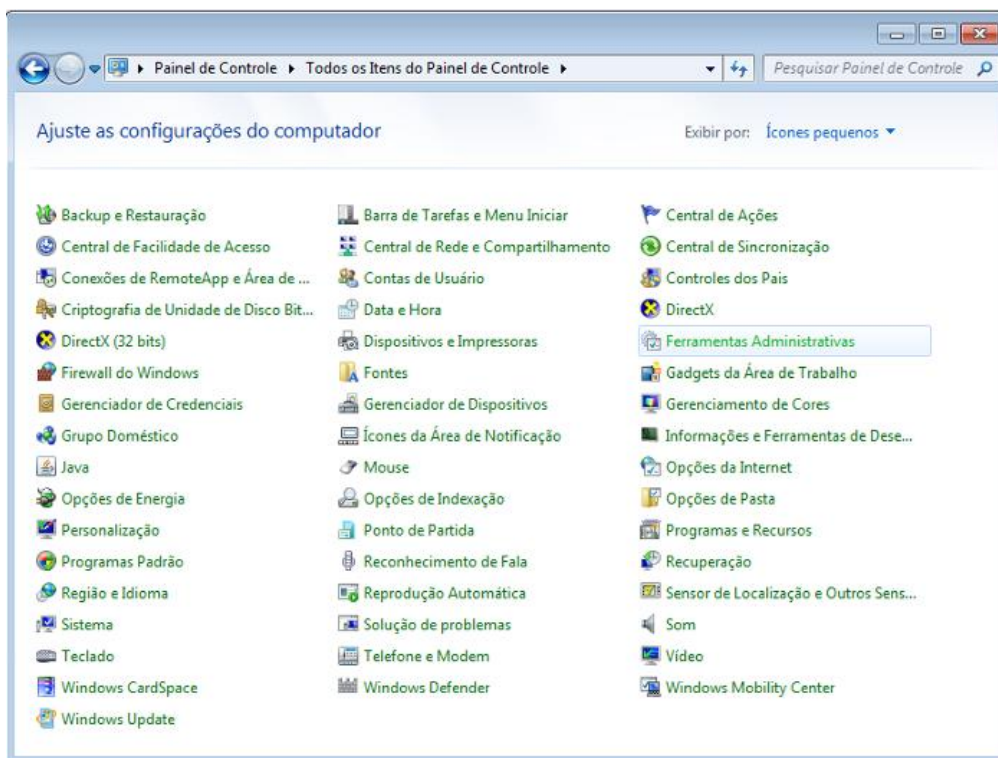 Painel de Controle ▸ Todos os Itens do Painel de Controle ▸ Pesquisar Painel de Controle
Ajuste as configurações do computador Exibir por: Ícones pequenos
Backup e Restauração Barra de Tarefas e Menu Iniciar Central de Ações
Central de Facilidade de Acesso Central de Rede e Compartilhamento Central de Sincronização
Conexões de RemoteApp e Área de ... Contas de Usuário Controles dos Pais
Criptografia de Unidade de Disco Bit... Data e Hora DirectX
DirectX (32 bits) Dispositivos e Impressoras Ferramentas Administrativas
Firewall do Windows Fontes Gadgets da Área de Trabalho
Gerenciador de Credenciais Gerenciador de Dispositivos Gerenciamento de Cores
Grupo Doméstico Ícones da Área de Notificação Informações e Ferramentas de Dese...
Java Mouse Opções da Internet
Opções de Energia Opções de Indexação Opções de Pasta
Personalização Ponto de Partida Programas e Recursos
Programas Padrão Reconhecimento de Fala Recuperação
Região e Idioma Reprodução Automática Sensor de Localização e Outros Sens...
Sistema Solução de problemas Som
Teclado Telefone e Modem Vídeo
Windows CardSpace Windows Defender Windows Mobility Center
Windows Update